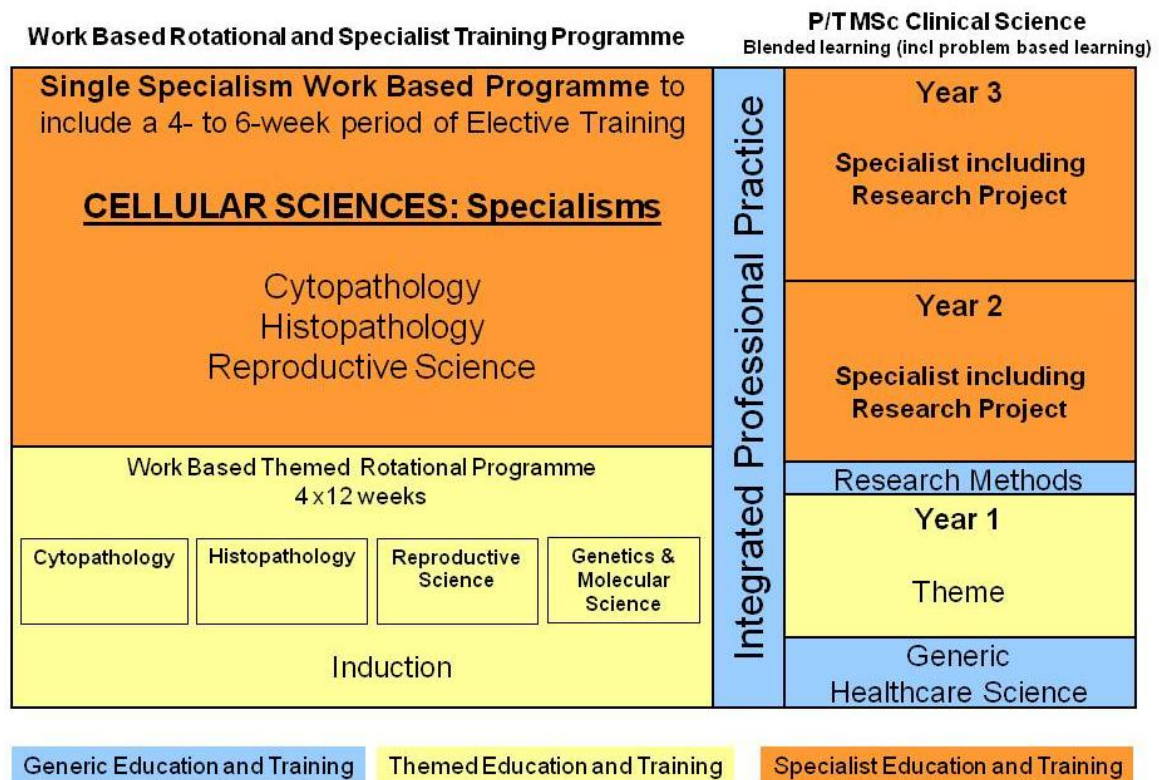 Work Based Rotational and Specialist Training Programme
P/TMSc Clinical Science
Blended learning (incl problem based learning)
Single Specialism Work Based Programme to
include a 4- to 6-week period of Elective Training
CELLULAR SCIENCES: Specialisms
Cytopathology
Histopathology
Reproductive Science
Work Based Themed Rotational Programme
4 x12 weeks
Cytopathology
Histopathology
Reproductive
Science
Genetics &
Molecular
Science
Induction
Integrated Professional Practice
Year 3
Specialist including
Research Project
Year 2
Specialist including
Research Project
Research Methods
Year 1
Theme
Generic
Healthcare Science
Generic Education and Training
Themed Education and Training
Specialist Education and Training